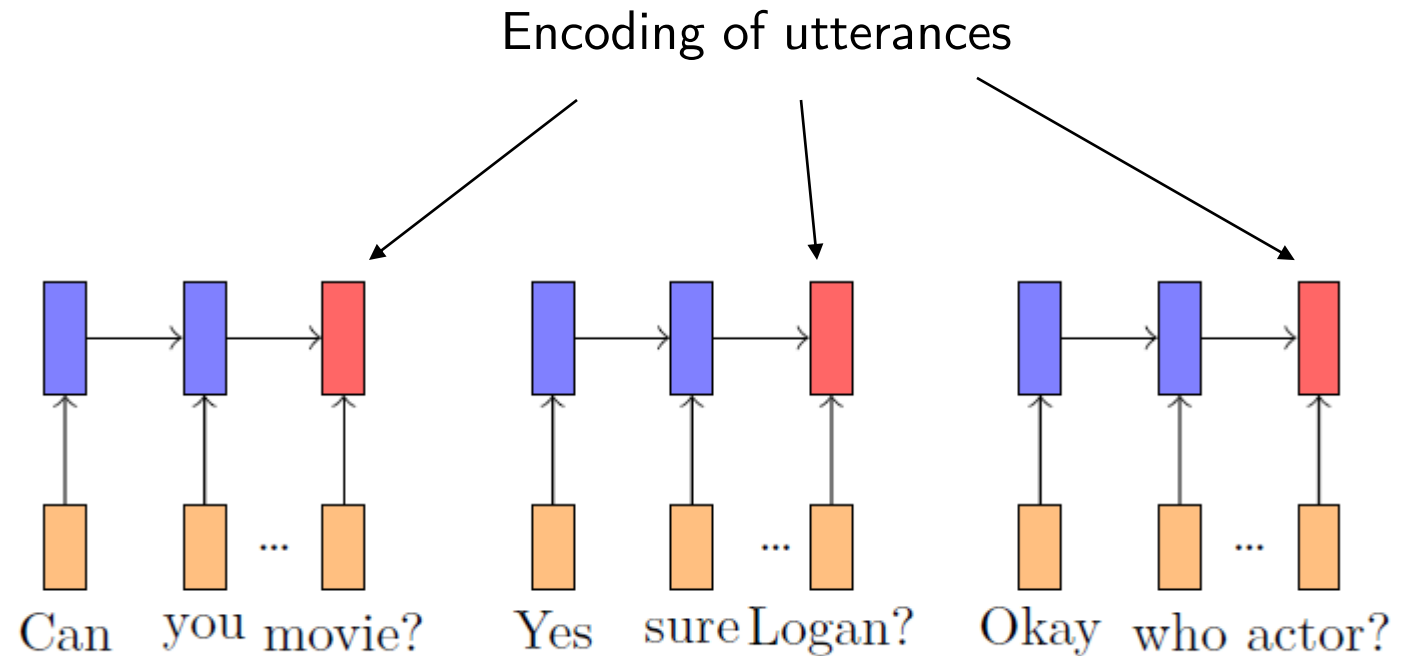 Encoding of utterances
... ... ...
Can you movie? Yes sure Logan? Okay who actor?